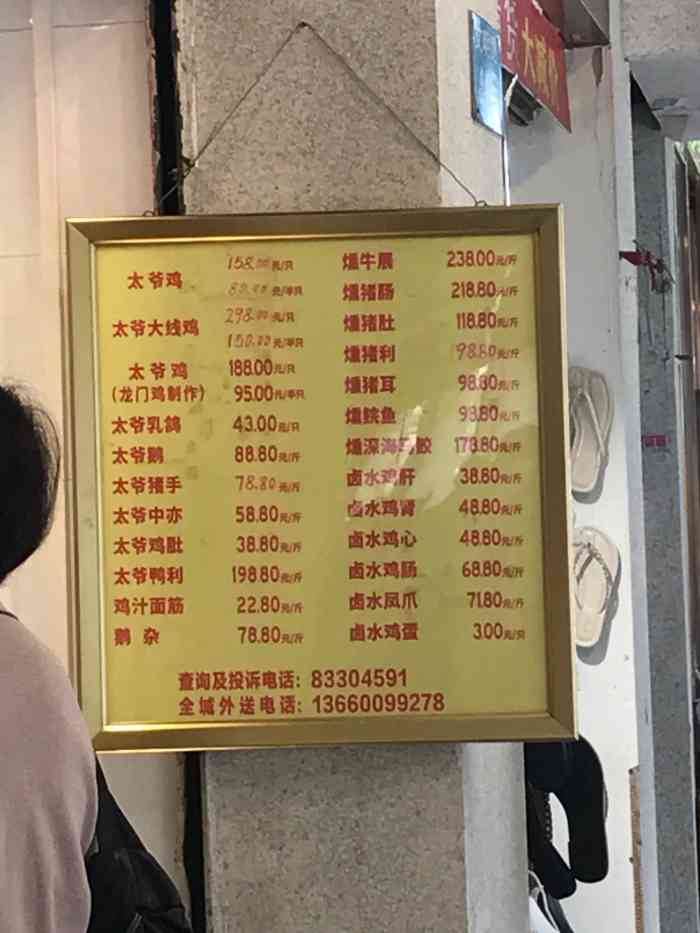 太爷鸡 158.00元/只
80.00元/半只
太爷大线鸡 298.00元/只
150.00元/半只
太爷鸡 188.00元/只
(龙门鸡制作) 95.00元/半只
太爷乳鸽 43.00元/只
太爷鹅 88.80元/斤
太爷猪手 78.80元/斤
太爷中亦 58.80元/斤
太爷鸡肶 38.80元/斤
太爷鸭利 198.80元/斤
鸡汁面筋 22.80元/斤
鹅杂 78.80元/斤
燻牛展 238.00元/斤
燻猪肠 218.80元/斤
燻猪肚 118.80元/斤
燻猪利 98.80元/斤
燻猪耳 98.80元/斤
燻鲩鱼 98.80元/斤
燻深海 胶 178.80元/斤
卤水鸡肝 38.80元/斤
卤水鸡肾 48.80元/斤
卤水鸡心 48.80元/斤
卤水鸡肠 68.80元/斤
卤水凤爪 71.80元/斤
卤水鸡蛋 3.00元/只
查询及投诉电话: 83304591
全城外送电话: 13660099278